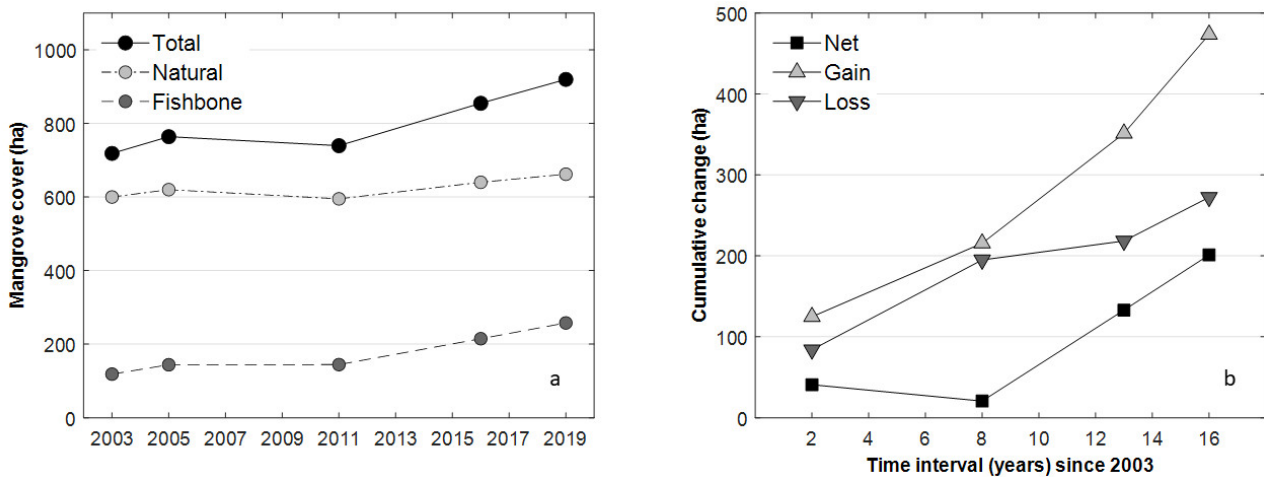 1000
800
600
400
200
0
Mangrove cover (ha)
Total
Natural
Fishbone
a
2003 2005 2007 2009 2011 2013 2015 2017 2019
500
400
300
200
100
0
Cumulative change (ha)
Net
Gain
Loss
b
2 4 6 8 10 12 14 16
Time interval (years) since 2003